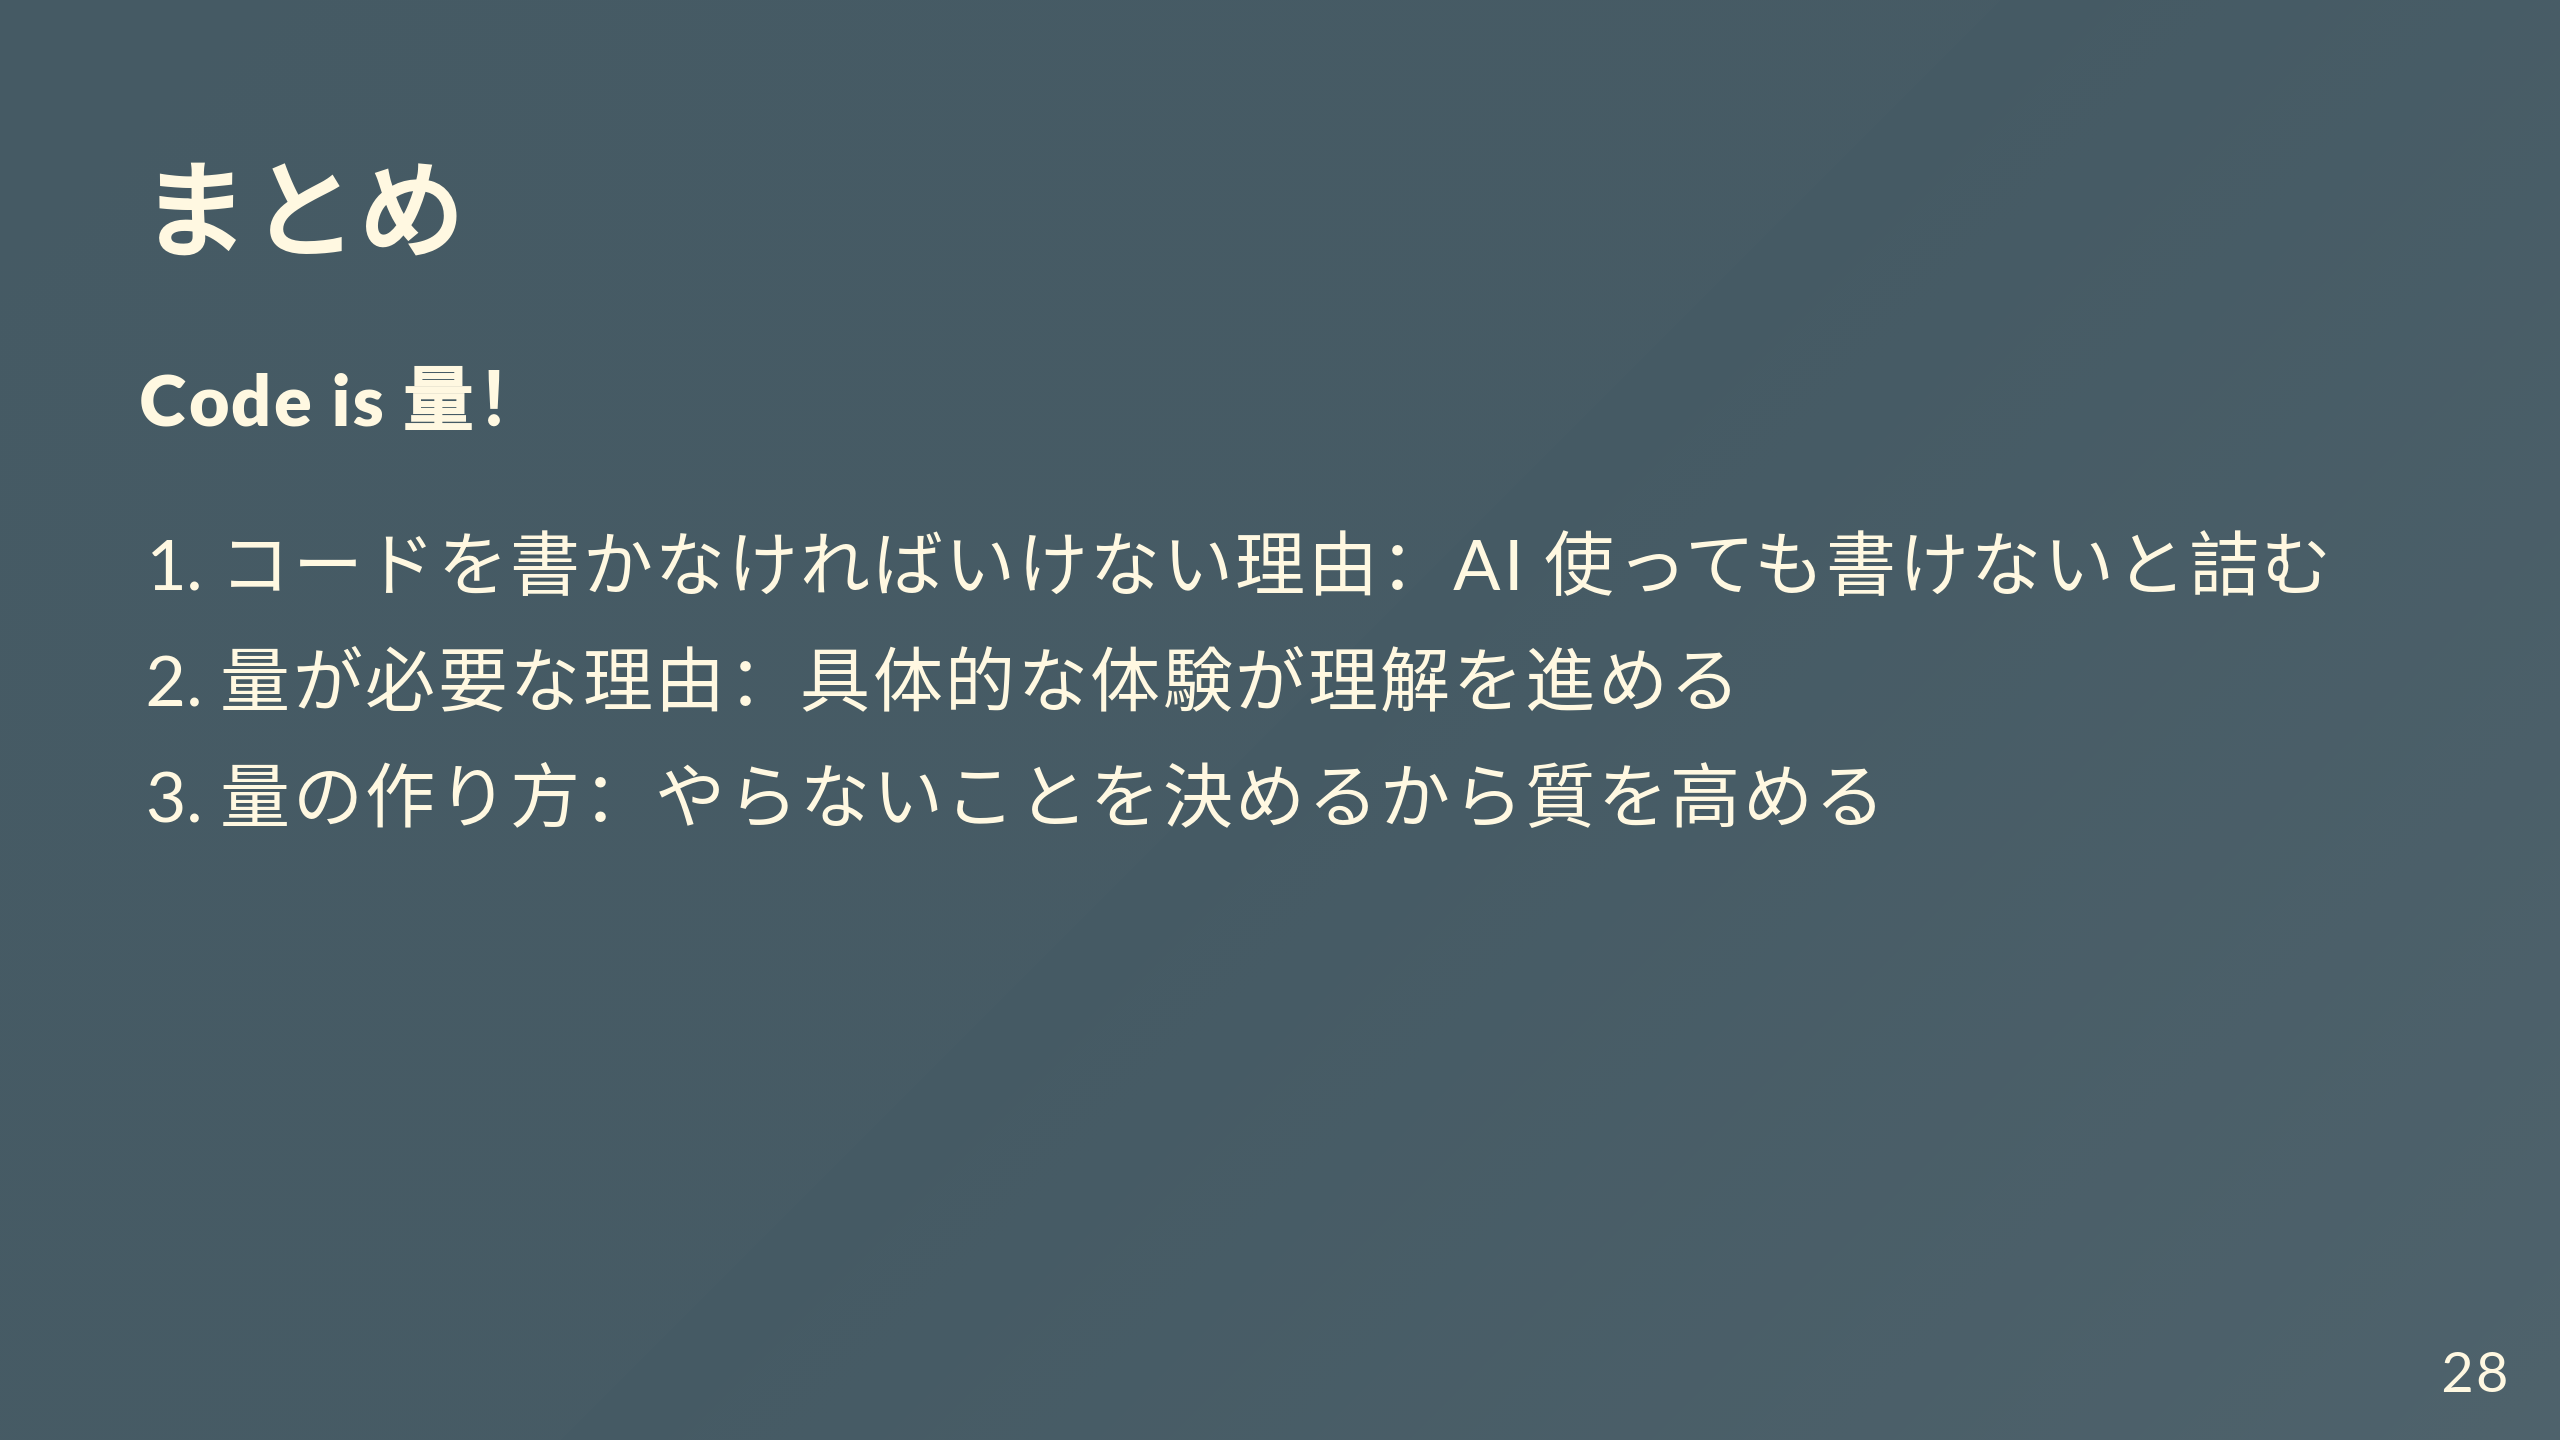 まとめ
Code is 量！
1. コードを書かなければいけない理由：AI 使っても書けないと詰む
2. 量が必要な理由：具体的な体験が理解を進める
3. 量の作り方：やらないことを決めるから質を高める
28